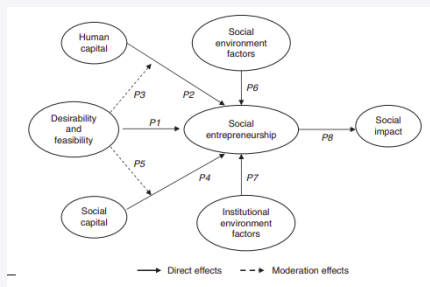 Human
capital
Social
environment
factors
P3
P2
P6
Desirability
and
feasibility
P1
Social
entrepreneurship
P8
Social
impact
P5
P4
P7
Social
capital
Institutional
environment
factors
Direct effects
Moderation effects